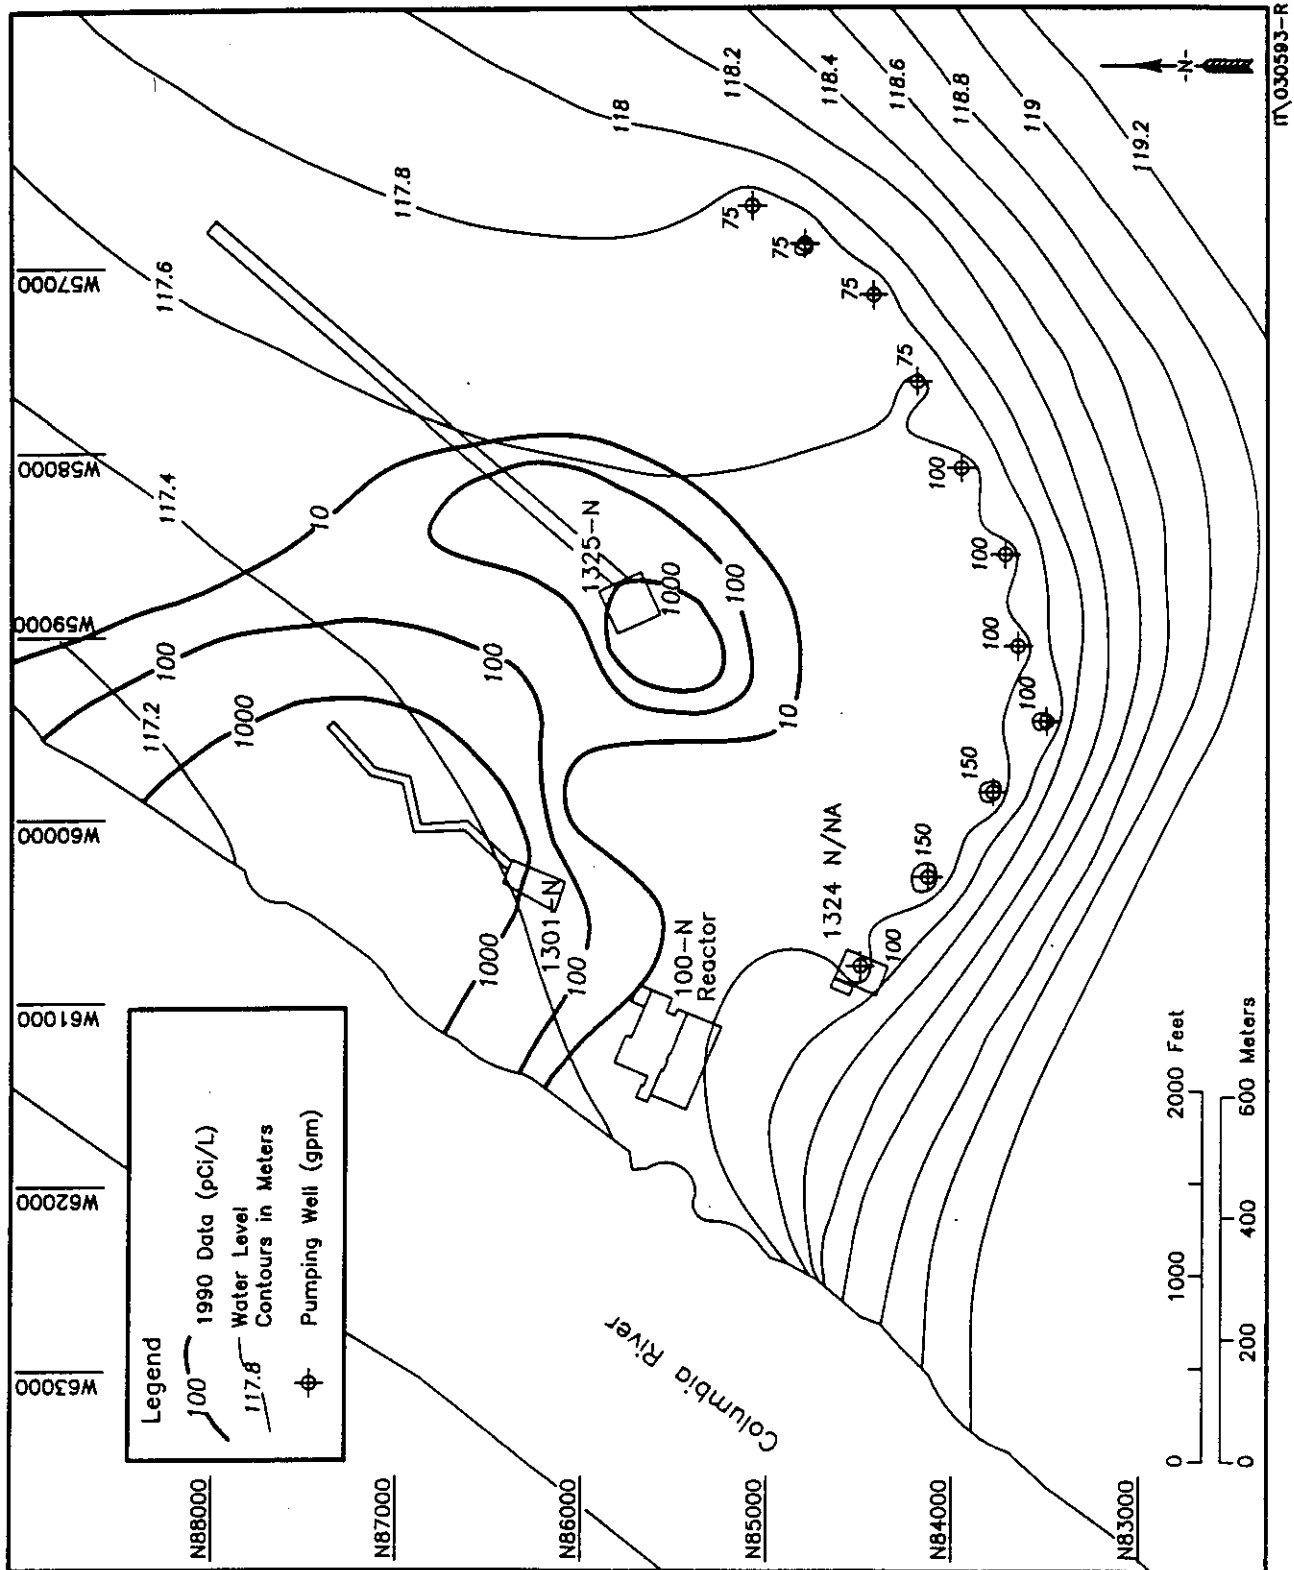 W57000
W58000
W59000
W60000
W61000
W62000
W63000
N88000
N87000
N86000
N85000
N84000
N83000
Legend
100
1990 Data (pCi/L)
117.8
Water Level
Contours in Meters
Pumping Well (gpm)
117.2
117.4
117.6
117.8
118
118.2
118.4
118.6
118.8
119
119.2
10
100
1000
100
1000
10
100
1000
1000
100
1325-N
1301-N
100-N
Reactor
1324 N/NA
75
75
75
75
100
100
100
100
150
150
100
Columbia River
0
1000
2000 Feet
0
200
400
600 Meters
-N-
IT\030593-R